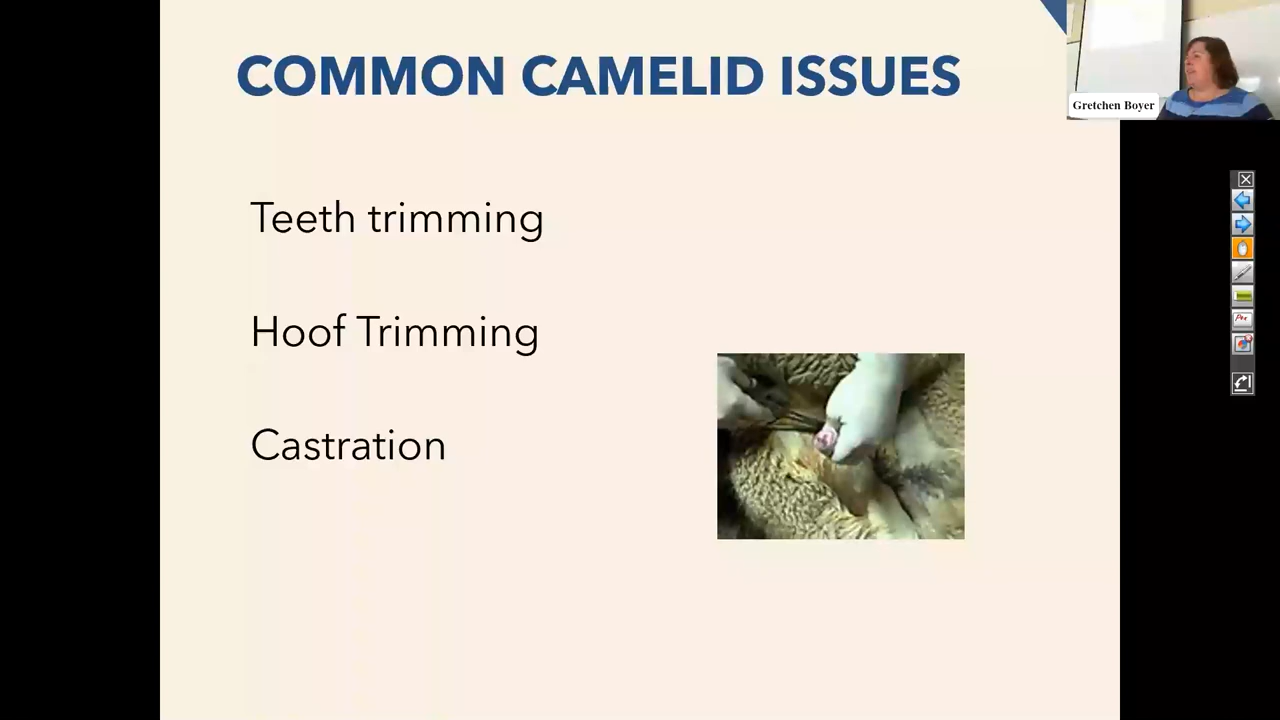 COMMON CAMELID ISSUES
Gretchen Boyer
Teeth trimming
Hoof Trimming
Castration